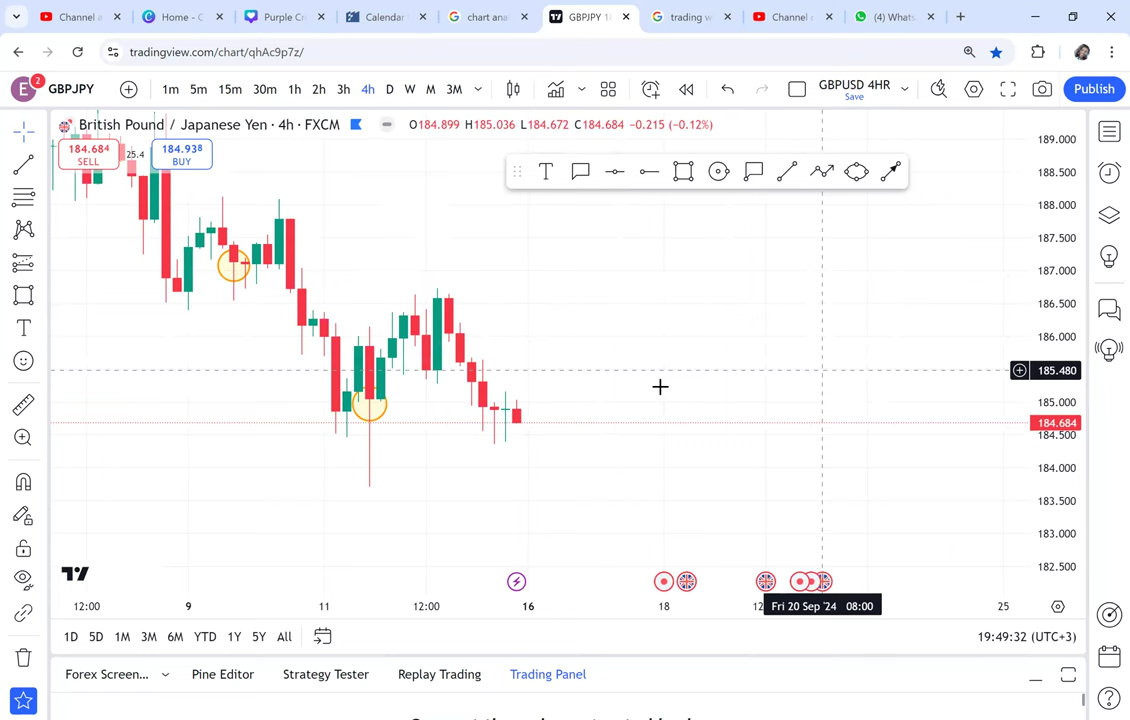 Channel a
Home - C
Purple Cr
Calendar
chart ana
GBPJPY 1
trading w
Channel c
(4) Whats
tradingview.com/chart/qhAc9p7z/
E
2
GBPJPY
1m 5m 15m 30m 1h 2h 3h 4h D W M 3M
GBPUSD 4HR
Save
Publish
British Pound / Japanese Yen · 4h · FXCM
O184.899 H185.036 L184.672 C184.684 −0.215 (−0.12%)
184.684
SELL
25.4
184.938
BUY
T
189.000
188.500
188.000
187.500
187.000
186.500
186.000
185.480
185.000
184.684
184.500
184.000
183.500
183.000
182.500
12:00 9 11 12:00 16 18 12 25
Fri 20 Sep '24 08:00
1D 5D 1M 3M 6M YTD 1Y 5Y All
19:49:32 (UTC+3)
Forex Screen... Pine Editor Strategy Tester Replay Trading Trading Panel